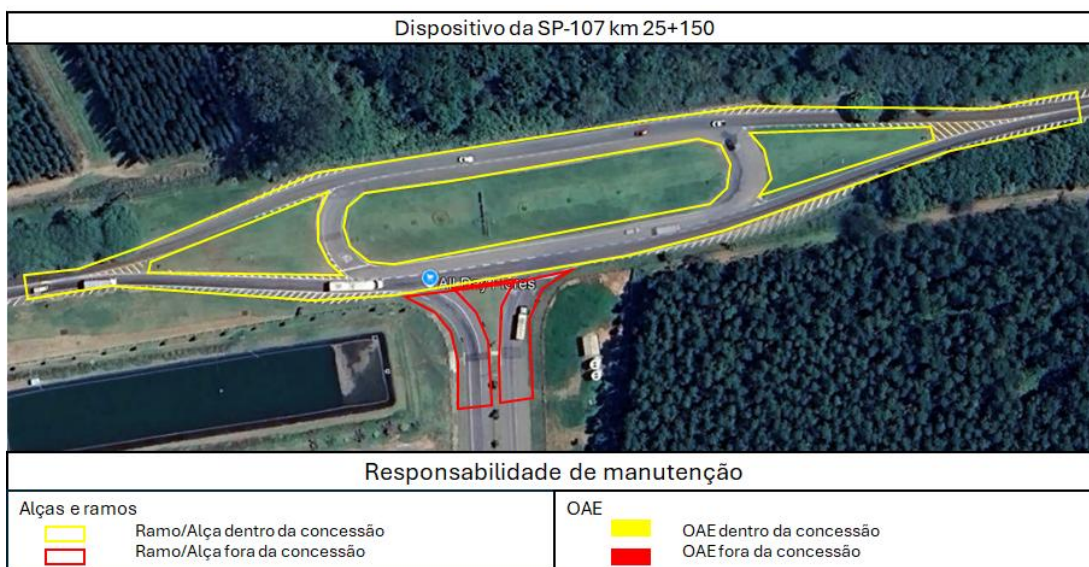 Dispositivo da SP-107 km 25+150
Responsabilidade de manutenção
Alças e ramos
Ramo/Alça dentro da concessão
Ramo/Alça fora da concessão
OAE
OAE dentro da concessão
OAE fora da concessão